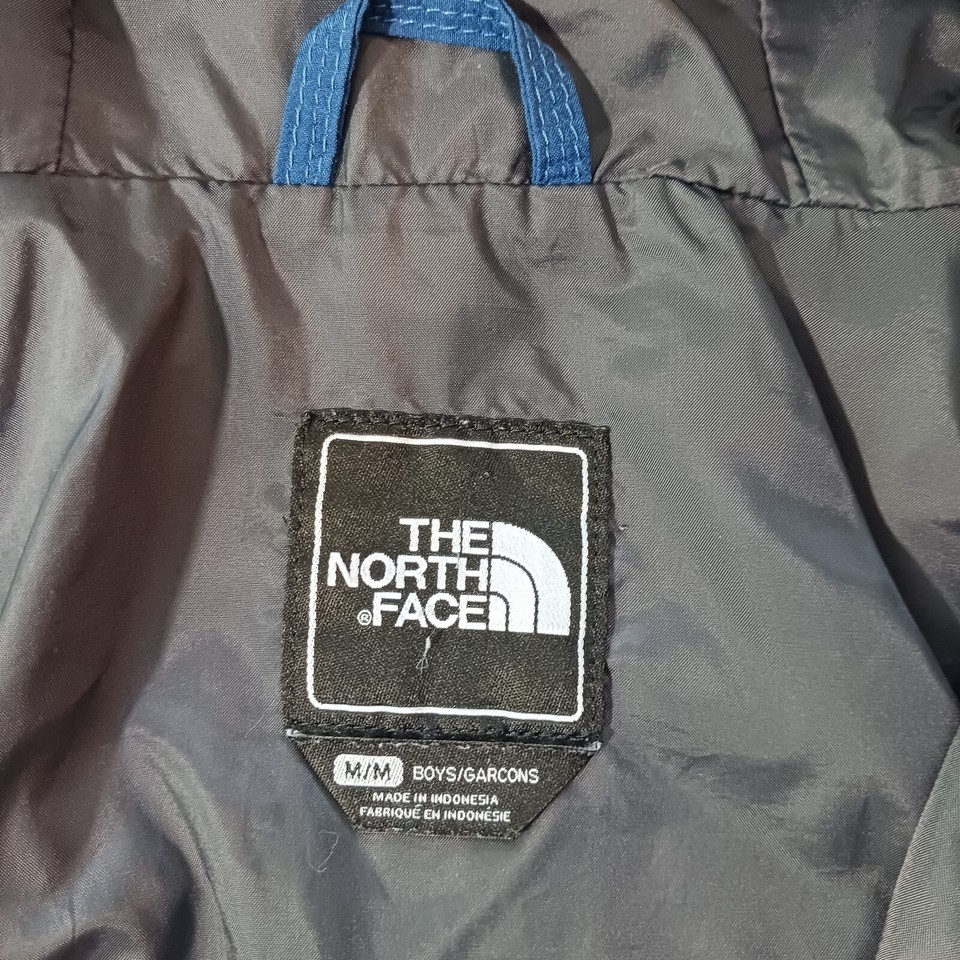 THE
NORTH
®FACE
M/M BOYS/GARCONS
MADE IN INDONESIA
FABRIQUÉ EN INDONÉSIE